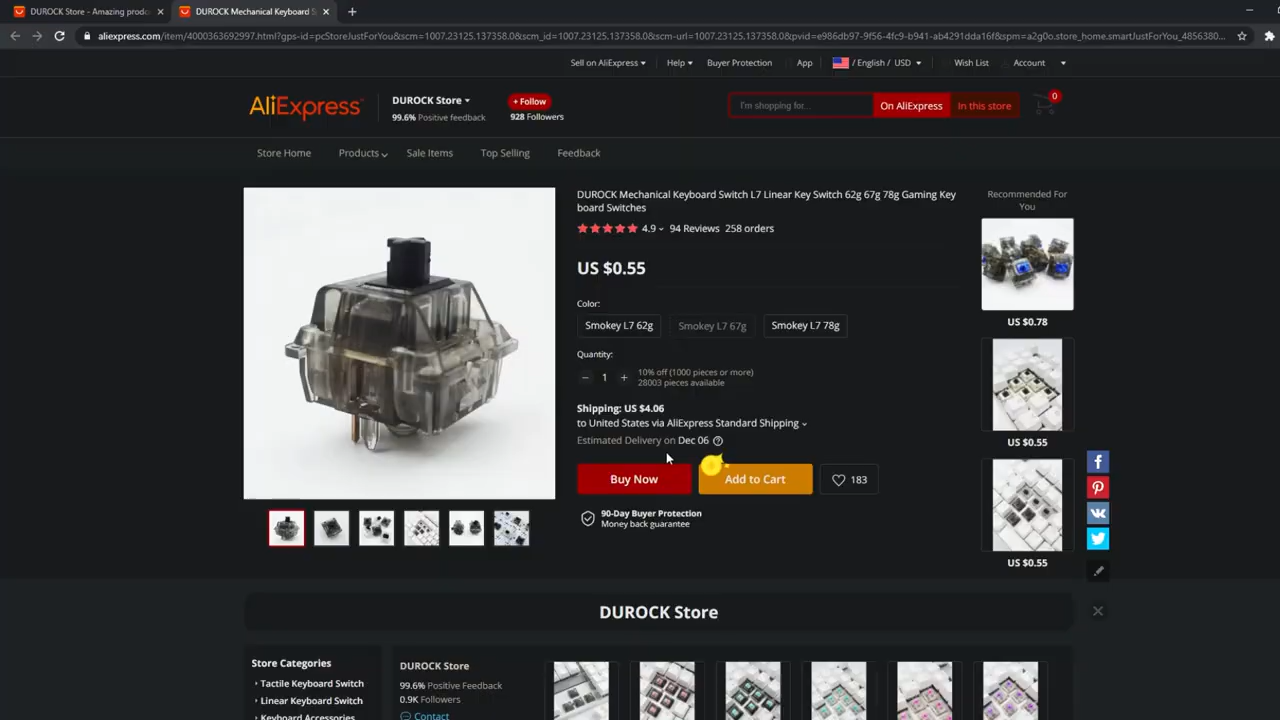 DUROCK Store - Amazing prod
DUROCK Mechanical Keyboard S
aliexpress.com/item/4000363692997.html?gps-id=pcStoreJustForYou&scm=1007.23125.137358.0&scm_id=1007.23125.137358.0&scm-url=1007.23125.137358.0&pvid=e986db97-9f56-4fc9-b941-ab4291dda16f&spm=a2g0o.store_home.smartJustForYou_4856380...
Sell on AliExpress
Help
Buyer Protection
App
/ English / USD
Wish List
Account
AliExpress
DUROCK Store
99.6% Positive feedback
+ Follow
928 Followers
I'm shopping for...
On AliExpress
In this store
0
Store Home
Products
Sale Items
Top Selling
Feedback
DUROCK Mechanical Keyboard Switch L7 Linear Key Switch 62g 67g 78g Gaming Key
board Switches
4.9
94 Reviews
258 orders
US $0.55
Color:
Smokey L7 62g
Smokey L7 67g
Smokey L7 78g
Quantity:
1
10% off (1000 pieces or more)
28003 pieces available
Shipping: US $4.06
to United States via AliExpress Standard Shipping
Estimated Delivery on Dec 06
Buy Now
Add to Cart
183
90-Day Buyer Protection
Money back guarantee
Recommended For
You
US $0.78
US $0.55
US $0.55
DUROCK Store
Store Categories
Tactile Keyboard Switch
Linear Keyboard Switch
Keyboard Accessories
DUROCK Store
99.6% Positive feedback
0.9K Followers
Contact